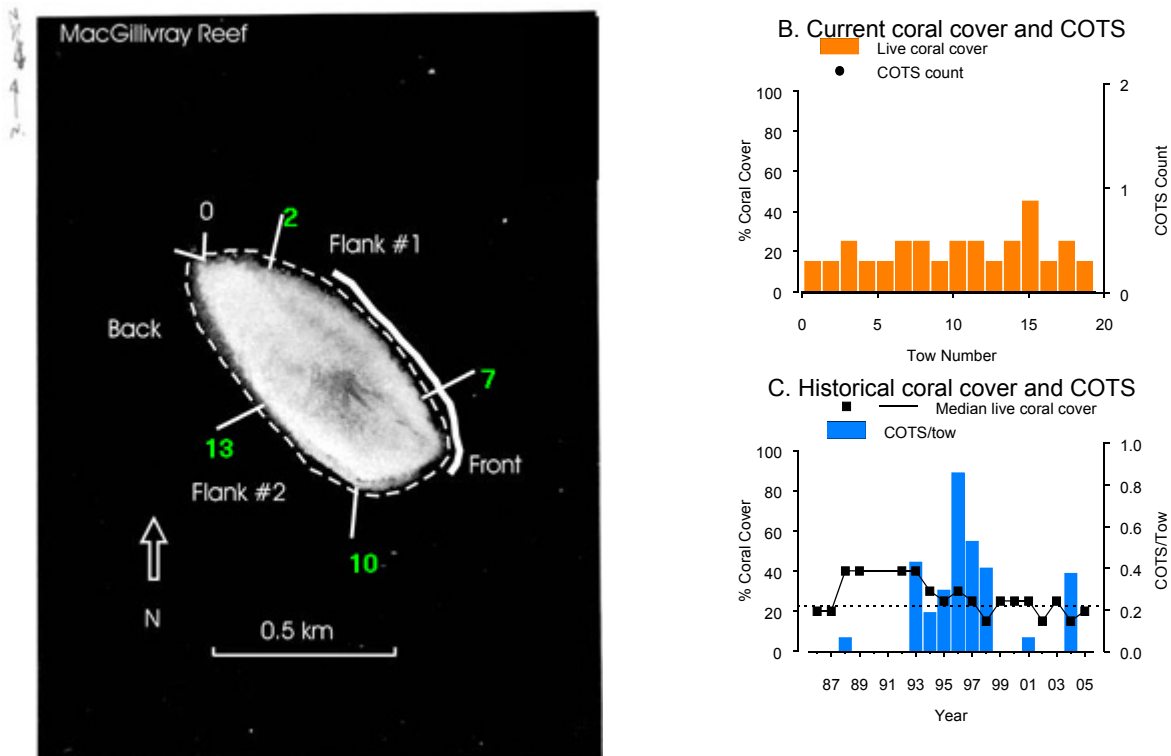 MacGillivray Reef
N
0
2
Flank #1
Back
7
13
Front
Flank #2
10
N
0.5 km
B. Current coral cover and COTS
Live coral cover
COTS count
100
80
60
40
20
0
% Coral Cover
2
1
0
COTS Count
0 5 10 15 20
Tow Number
C. Historical coral cover and COTS
Median live coral cover
COTS/tow
100
80
60
40
20
0
% Coral Cover
1.0
0.8
0.6
0.4
0.2
0.0
COTS/Tow
87 89 91 93 95 97 99 01 03 05
Year